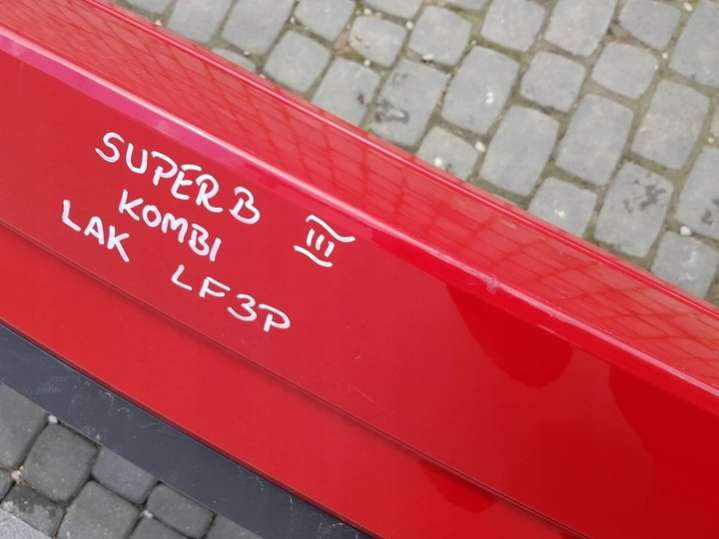 SUPERB III
KOMBI
LAK LF3P